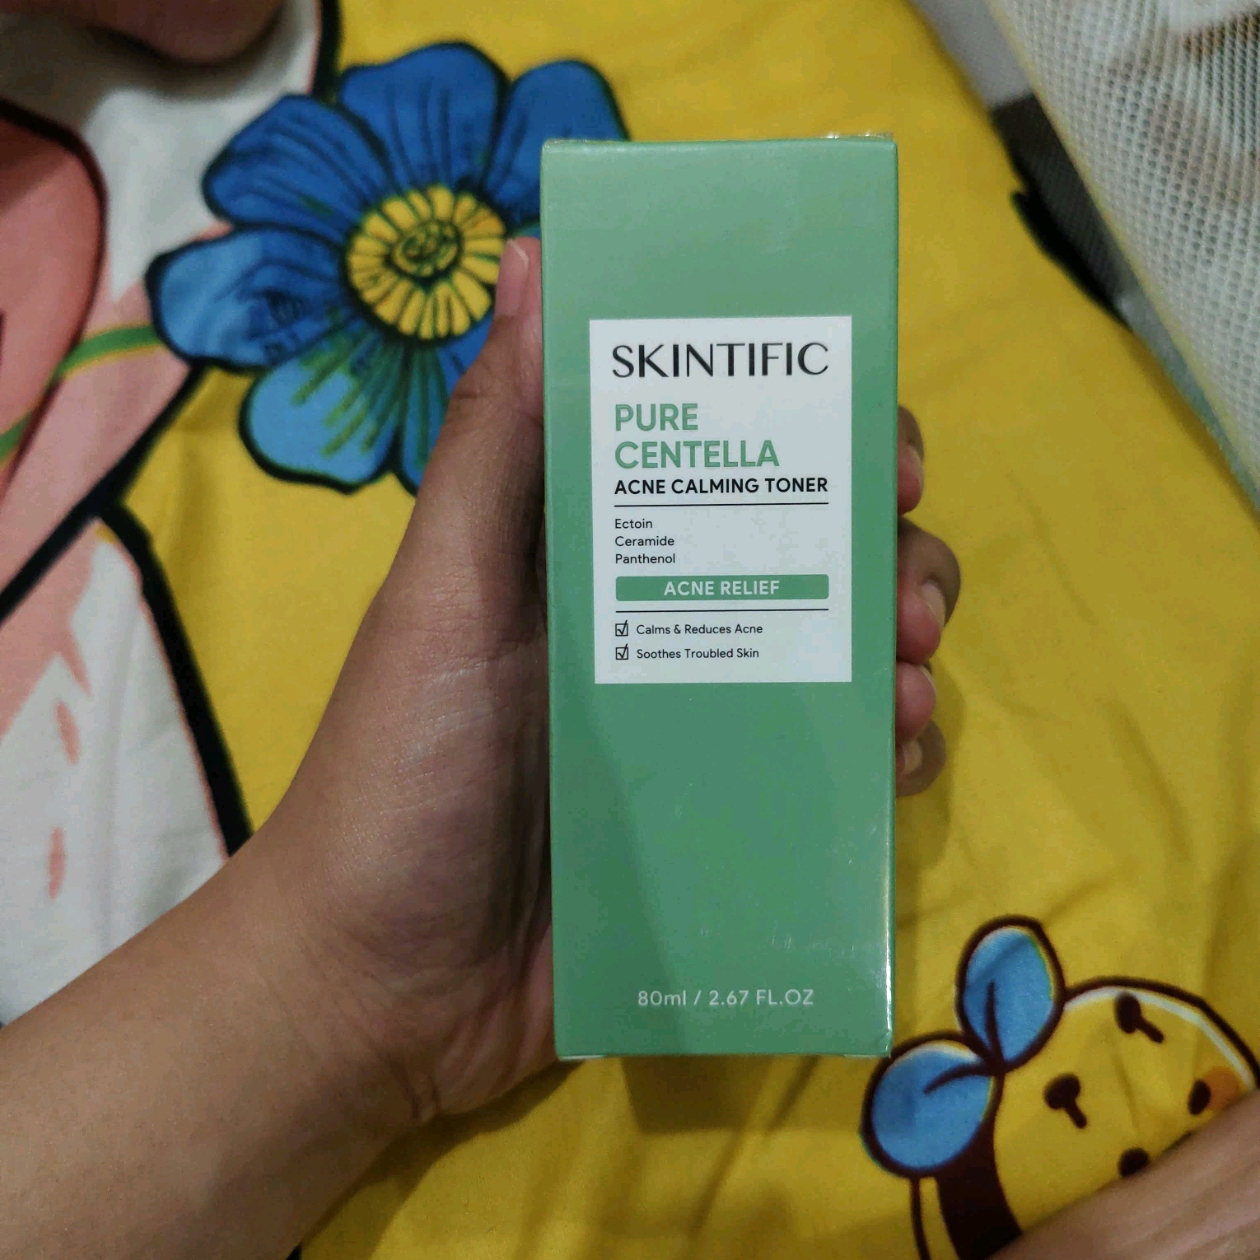 SKINTIFIC
PURE
CENTELLA
ACNE CALMING TONER
Ectoin
Ceramide
Panthenol
ACNE RELIEF
Calms & Reduces Acne
Soothes Troubled Skin
80ml / 2.67 FL.OZ